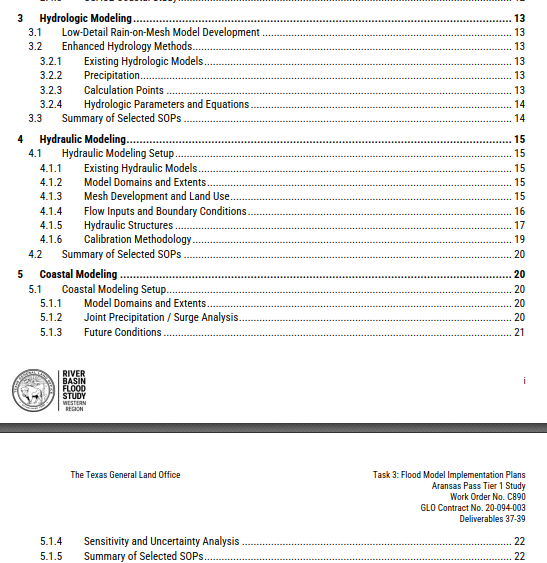 3 Hydrologic Modeling 13
3.1 Low-Detail Rain-on-Mesh Model Development 13
3.2 Enhanced Hydrology Methods 13
3.2.1 Existing Hydrologic Models 13
3.2.2 Precipitation 13
3.2.3 Calculation Points 13
3.2.4 Hydrologic Parameters and Equations 14
3.3 Summary of Selected SOPs 14
4 Hydraulic Modeling 15
4.1 Hydraulic Modeling Setup 15
4.1.1 Existing Hydraulic Models 15
4.1.2 Model Domains and Extents 15
4.1.3 Mesh Development and Land Use 15
4.1.4 Flow Inputs and Boundary Conditions 16
4.1.5 Hydraulic Structures 17
4.1.6 Calibration Methodology 19
4.2 Summary of Selected SOPs 20
5 Coastal Modeling 20
5.1 Coastal Modeling Setup 20
5.1.1 Model Domains and Extents 20
5.1.2 Joint Precipitation / Surge Analysis 20
5.1.3 Future Conditions 21
RIVER
BASIN
FLOOD
STUDY
WESTERN
REGION
i
The Texas General Land Office
Task 3: Flood Model Implementation Plans
Aransas Pass Tier 1 Study
Work Order No. C890
GLO Contract No. 20-094-003
Deliverables 37-39
5.1.4 Sensitivity and Uncertainty Analysis 22
5.1.5 Summary of Selected SOPs 22